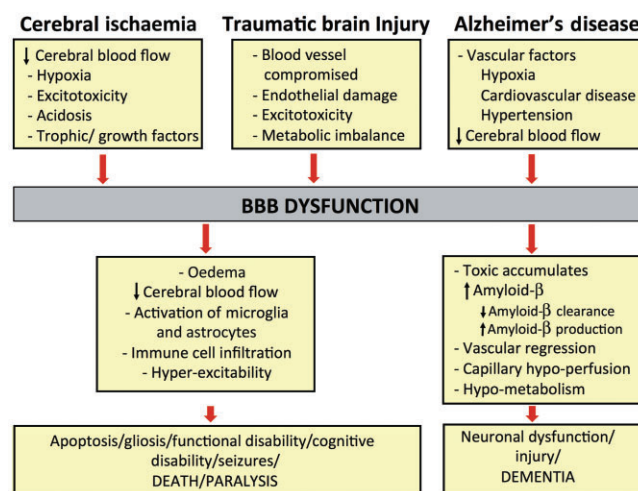 Cerebral ischaemia
↓ Cerebral blood flow
- Hypoxia
- Excitotoxicity
- Acidosis
- Trophic/ growth factors
Traumatic brain Injury
- Blood vessel
compromised
- Endothelial damage
- Excitotoxicity
- Metabolic imbalance
Alzheimer's disease
- Vascular factors
Hypoxia
Cardiovascular disease
Hypertension
↓ Cerebral blood flow
BBB DYSFUNCTION
- Oedema
↓ Cerebral blood flow
- Activation of microglia
and astrocytes
- Immune cell infiltration
- Hyper-excitability
- Toxic accumulates
↑ Amyloid-β
↓ Amyloid-β clearance
↑ Amyloid-β production
- Vascular regression
- Capillary hypo-perfusion
- Hypo-metabolism
Apoptosis/gliosis/functional disability/cognitive
disability/seizures/
DEATH/PARALYSIS
Neuronal dysfunction/
injury/
DEMENTIA